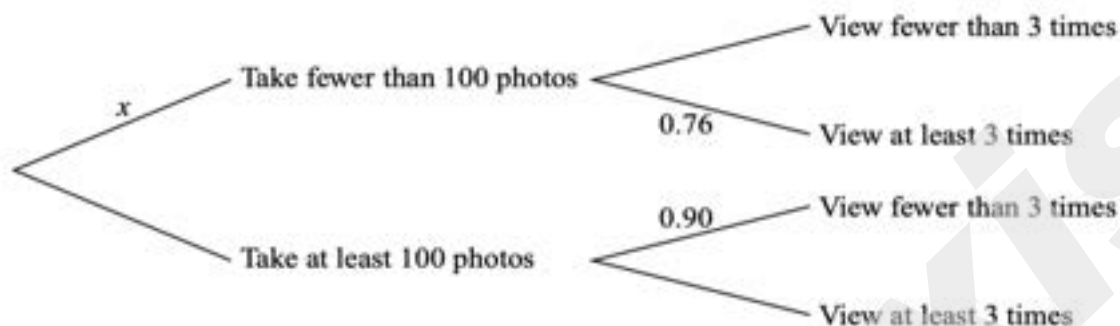 View fewer than 3 times
Take fewer than 100 photos
x
0.76
View at least 3 times
0.90
View fewer than 3 times
Take at least 100 photos
View at least 3 times